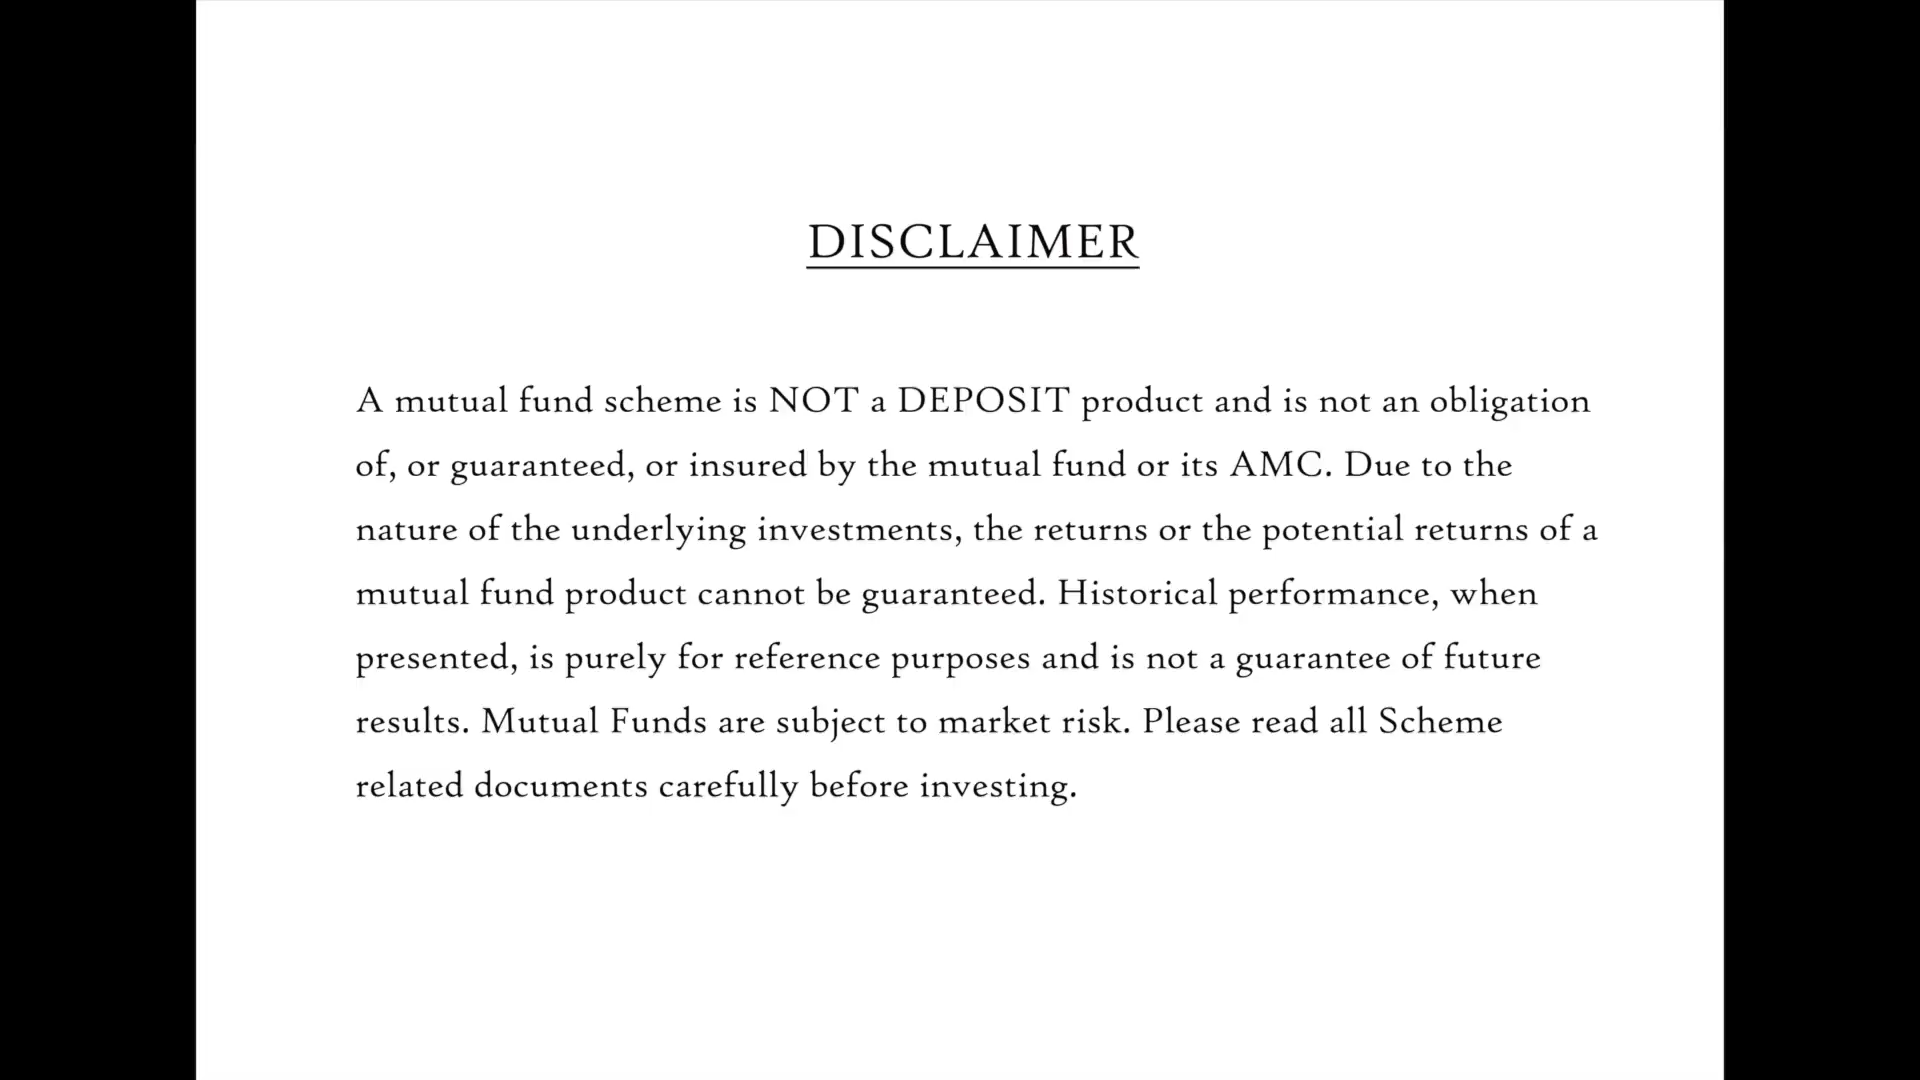 DISCLAIMER
A mutual fund scheme is NOT a DEPOSIT product and is not an obligation
of, or guaranteed, or insured by the mutual fund or its AMC. Due to the
nature of the underlying investments, the returns or the potential returns of a
mutual fund product cannot be guaranteed. Historical performance, when
presented, is purely for reference purposes and is not a guarantee of future
results. Mutual Funds are subject to market risk. Please read all Scheme
related documents carefully before investing.